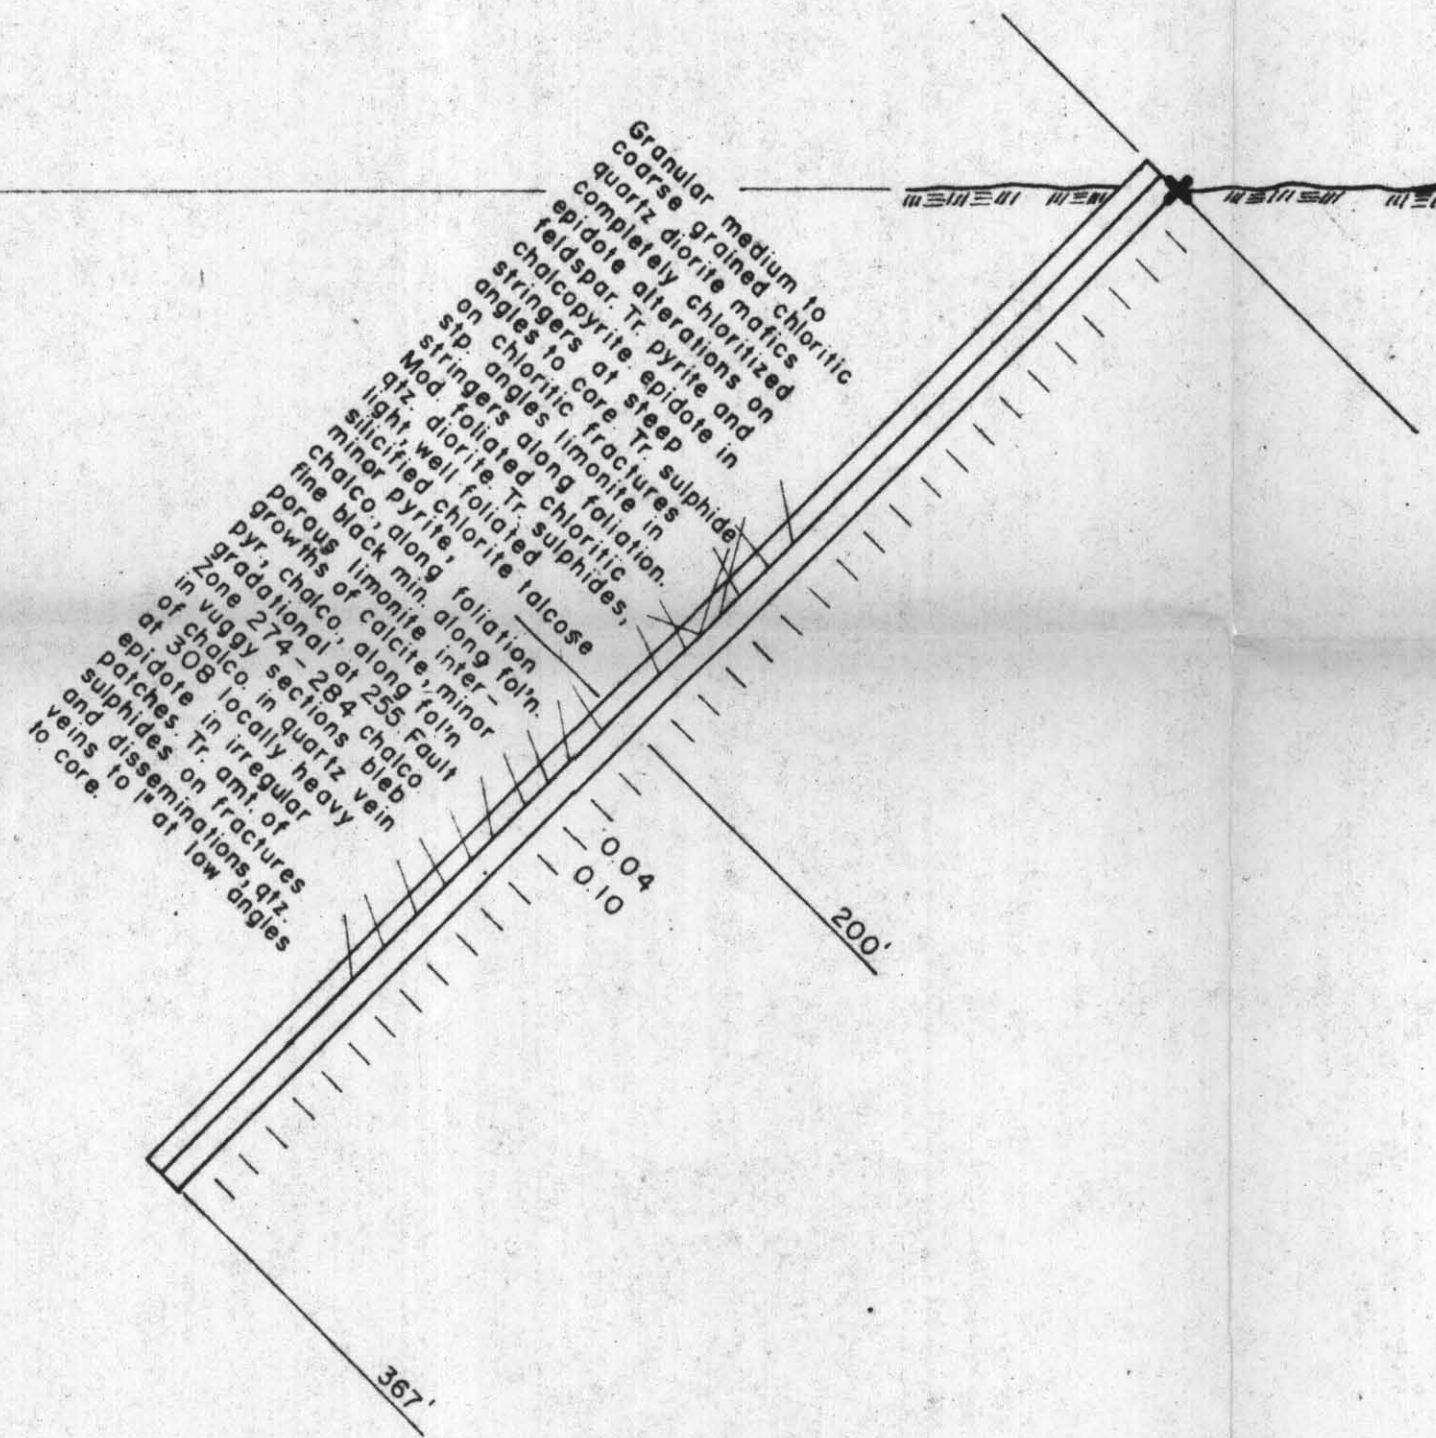 Granular medium to
coarse grained chloritic
quartz diorite mafics
completely chloritized
epidote alterations on
feldspar. Tr. pyrite and
chalcopyrite. epidote in
stringers at steep
angles to core. Tr. sulphide
on chloritic fractures
stp. angles limonite in
stringers along foliation.
Mod. foliated chloritic
qtz. diorite. Tr. sulphides,
light, well foliated
silicified chlorite talcose
minor pyrite,
chalco., along foliation
fine black min. along fol'n.
porous limonite inter-
growths of calcite, minor
pyr., chalco., along fol'n
gradational at 255. Fault
Zone 274-284 chalco
in vuggy sections bleb
of chalco. in quartz vein
at 308 locally heavy
epidote in irregular
patches. Tr. amt. of
sulphides on fractures
and disseminations, qtz.
veins to 1" at low angles
to core.
0.04
0.10
200'
367'